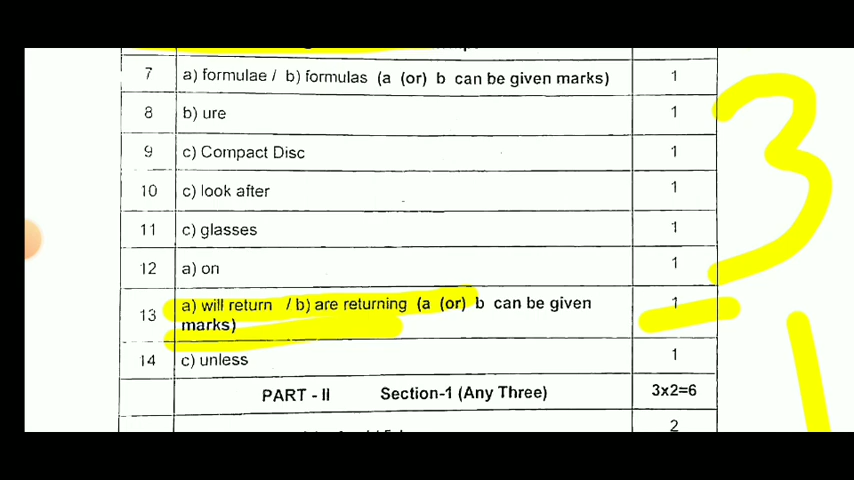 7 a) formulae / b) formulas (a (or) b can be given marks) 1
8 b) ure 1
9 c) Compact Disc 1
10 c) look after 1
11 c) glasses 1
12 a) on 1
13 a) will return / b) are returning (a (or) b can be given 1
marks)
14 c) unless 1
PART - II Section-1 (Any Three) 3x2=6
2
3